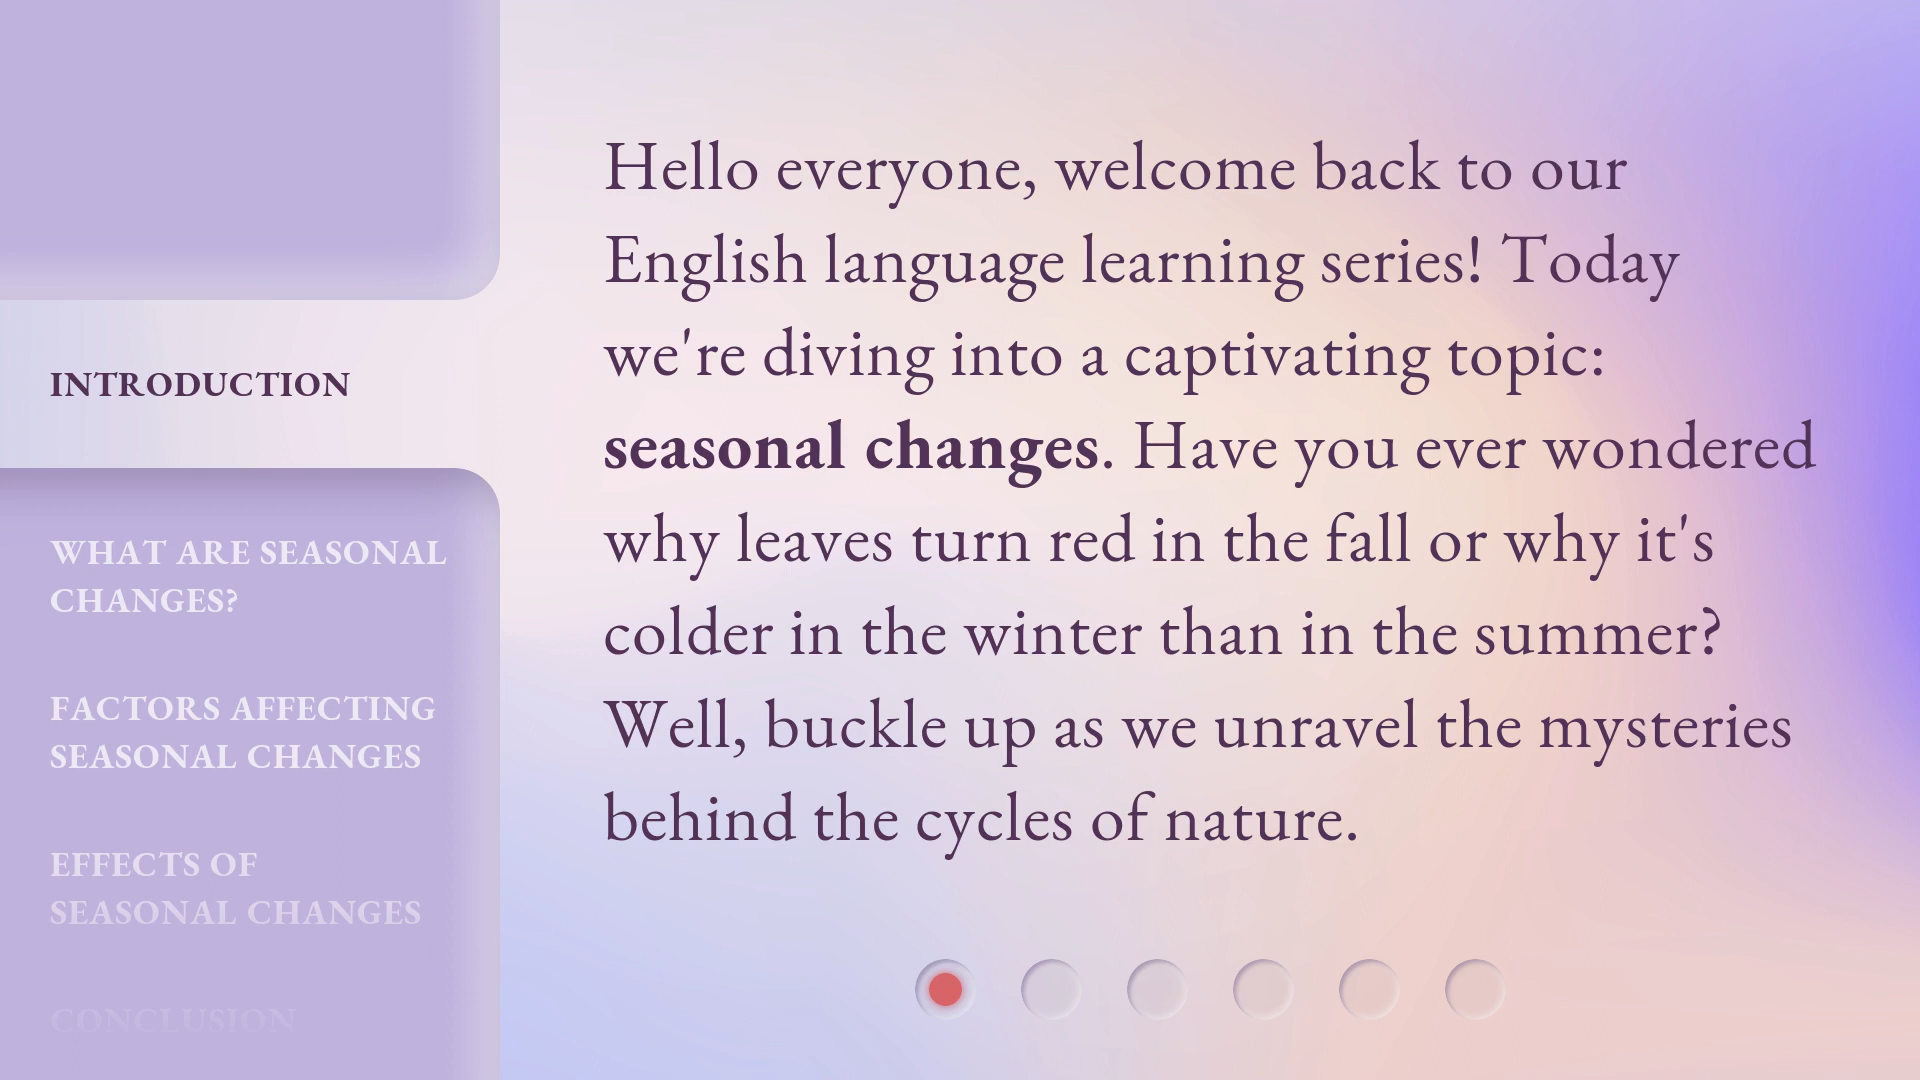 INTRODUCTION
WHAT ARE SEASONAL
CHANGES?
FACTORS AFFECTING
SEASONAL CHANGES
EFFECTS OF
SEASONAL CHANGES
CONCLUSION
Hello everyone, welcome back to our
English language learning series! Today
we're diving into a captivating topic:
seasonal changes. Have you ever wondered
why leaves turn red in the fall or why it's
colder in the winter than in the summer?
Well, buckle up as we unravel the mysteries
behind the cycles of nature.